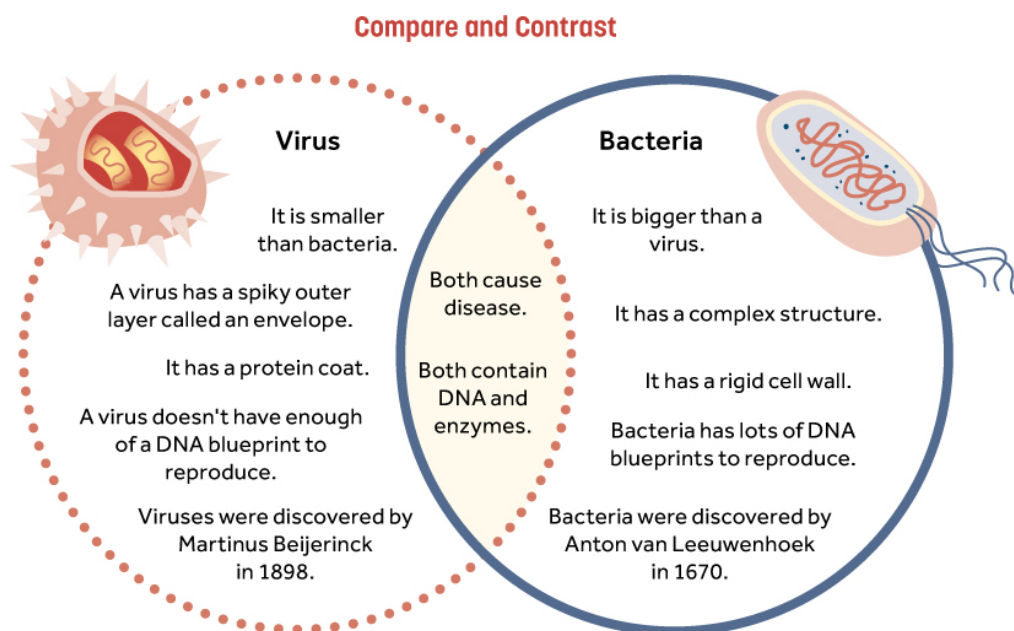 Compare and Contrast
Virus
It is smaller
than bacteria.
A virus has a spiky outer
layer called an envelope.
It has a protein coat.
A virus doesn't have enough
of a DNA blueprint to
reproduce.
Viruses were discovered by
Martinus Beijerinck
in 1898.
Both cause
disease.
Both contain
DNA and
enzymes.
Bacteria
It is bigger than a
virus.
It has a complex structure.
It has a rigid cell wall.
Bacteria has lots of DNA
blueprints to reproduce.
Bacteria were discovered by
Anton van Leeuwenhoek
in 1670.